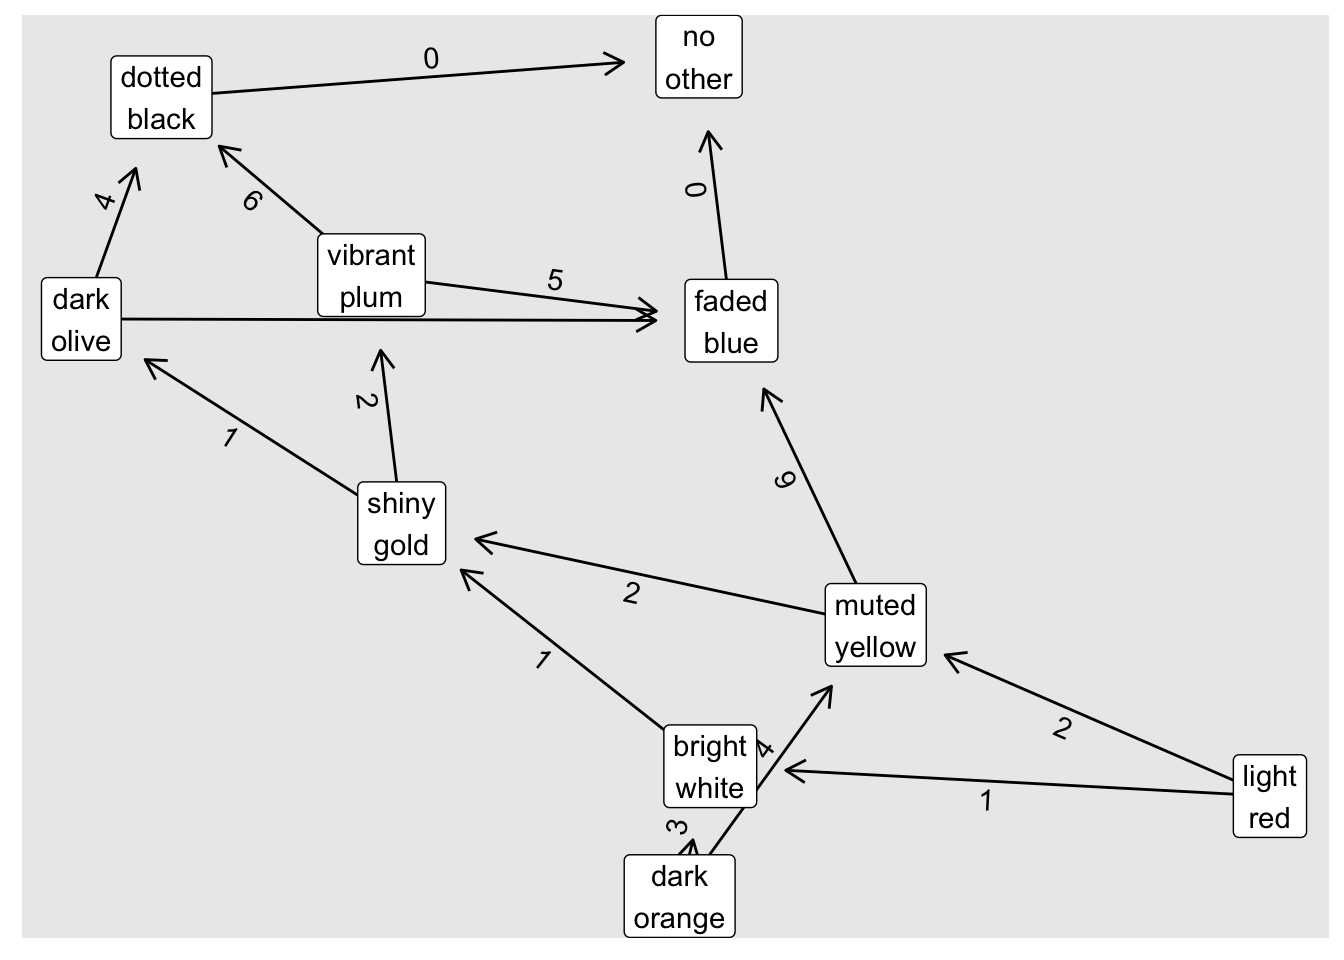 no
other
dotted
black
0
4
6
0
vibrant
plum
5
dark
olive
faded
blue
1
2
9
shiny
gold
2
1
muted
yellow
2
bright
white
4
1
light
red
3
dark
orange